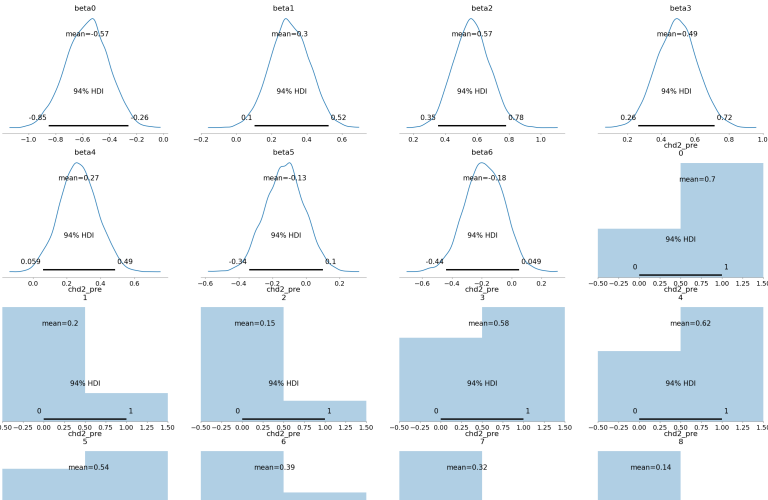 beta0
mean=-0.57
94% HDI
-0.85
-0.26
−1.0 −0.8 −0.6 −0.4 −0.2 0.0
beta1
mean=0.3
94% HDI
0.1
0.52
−0.2 0.0 0.2 0.4 0.6
beta2
mean=0.57
94% HDI
0.35
0.78
0.2 0.4 0.6 0.8 1.0
beta3
mean=0.49
94% HDI
0.26
0.72
0.2 0.4 0.6 0.8 1.0
beta4
mean=0.27
94% HDI
0.059
0.49
0.0 0.2 0.4 0.6
beta5
mean=-0.13
94% HDI
-0.34
0.1
−0.6 −0.4 −0.2 0.0 0.2
beta6
mean=-0.18
94% HDI
-0.44
0.049
−0.6 −0.4 −0.2 0.0 0.2
chd2_pre
0
mean=0.7
94% HDI
0
1
−0.50 −0.25 0.00 0.25 0.50 0.75 1.00 1.25 1.50
chd2_pre
1
mean=0.2
94% HDI
0
1
.50 −0.25 0.00 0.25 0.50 0.75 1.00 1.25 1.50
chd2_pre
2
mean=0.15
94% HDI
0
1
−0.50 −0.25 0.00 0.25 0.50 0.75 1.00 1.25 1.50
chd2_pre
3
mean=0.58
94% HDI
0
1
−0.50 −0.25 0.00 0.25 0.50 0.75 1.00 1.25 1.50
chd2_pre
4
mean=0.62
94% HDI
0
1
−0.50 −0.25 0.00 0.25 0.50 0.75 1.00 1.25 1.50
chd2_pre
5
mean=0.54
chd2_pre
6
mean=0.39
chd2_pre
7
mean=0.32
chd2_pre
8
mean=0.14